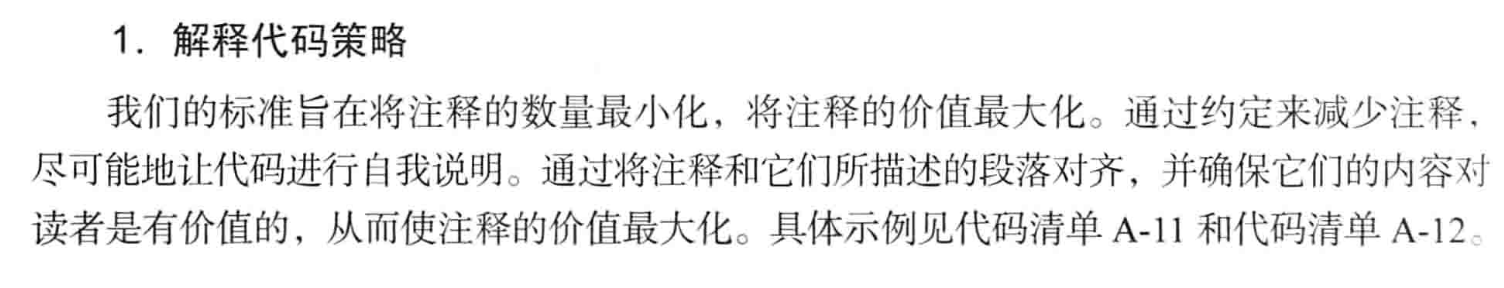 1. 解释代码策略
我们的标准旨在将注释的数量最小化，将注释的价值最大化。通过约定来减少注释，
尽可能地让代码进行自我说明。通过将注释和它们所描述的段落对齐，并确保它们的内容对
读者是有价值的，从而使注释的价值最大化。具体示例见代码清单 A-11 和代码清单 A-12。